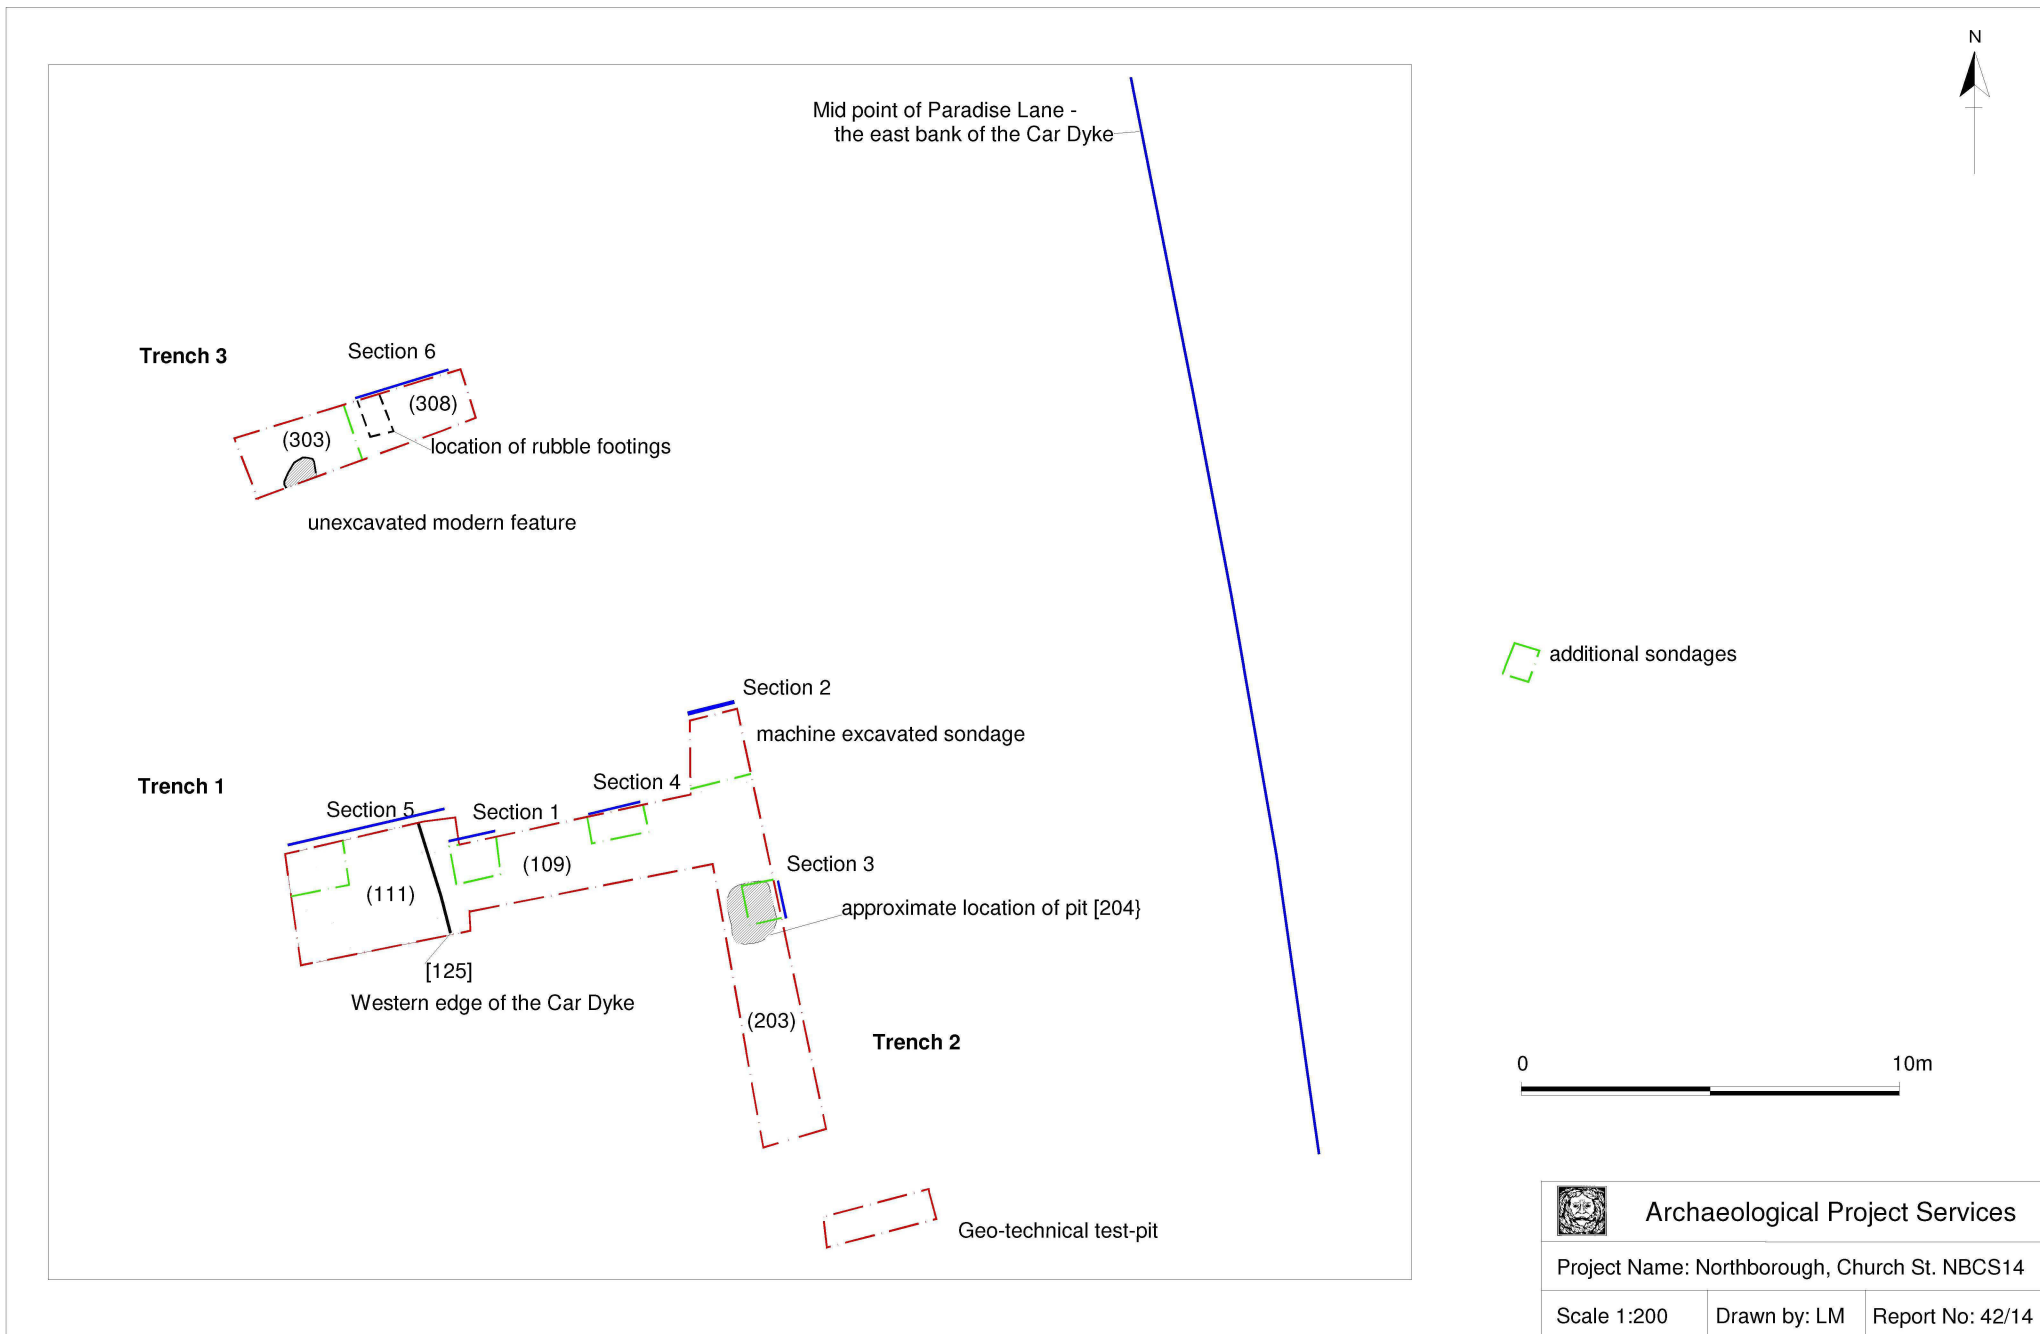 N
Mid point of Paradise Lane -
the east bank of the Car Dyke
Trench 3
Section 6
(308)
(303)
location of rubble footings
unexcavated modern feature
additional sondages
Section 2
machine excavated sondage
Trench 1
Section 4
Section 5
Section 1
(109)
Section 3
(111)
approximate location of pit [204}
[125]
Western edge of the Car Dyke
(203)
Trench 2
0 10m
Geo-technical test-pit
Archaeological Project Services
Project Name: Northborough, Church St. NBCS14
Scale 1:200 Drawn by: LM Report No: 42/14